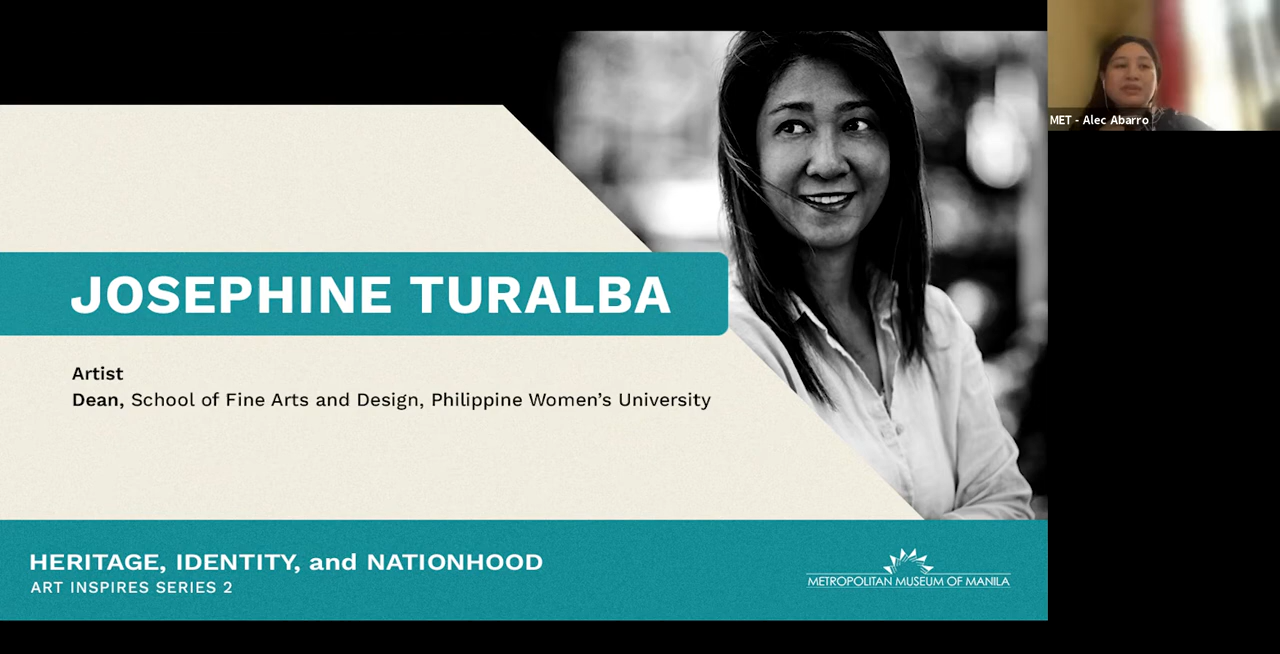 MET - Alec Abarro
JOSEPHINE TURALBA
Artist
Dean, School of Fine Arts and Design, Philippine Women’s University
HERITAGE, IDENTITY, and NATIONHOOD
ART INSPIRES SERIES 2
METROPOLITAN MUSEUM OF MANILA